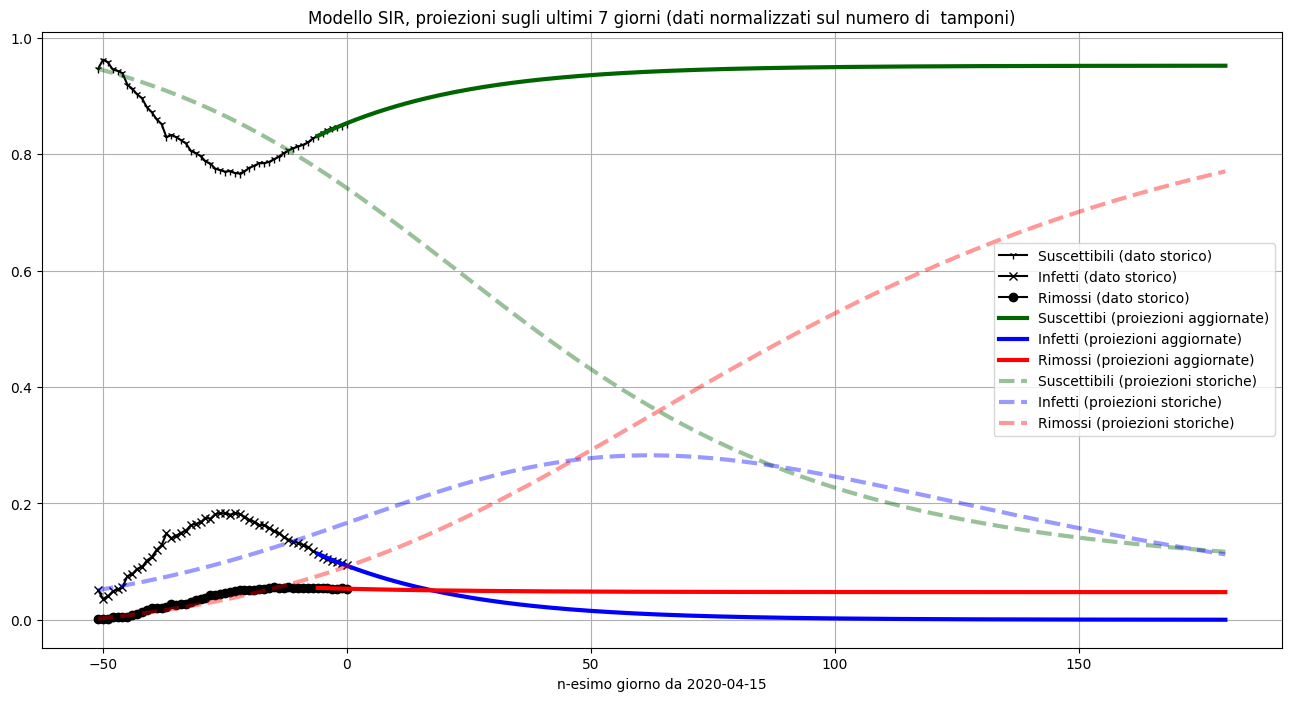 Modello SIR, proiezioni sugli ultimi 7 giorni (dati normalizzati sul numero di  tamponi)
1.0
0.8
0.6
0.4
0.2
0.0
Suscettibili (dato storico)
Infetti (dato storico)
Rimossi (dato storico)
Suscettibi (proiezioni aggiornate)
Infetti (proiezioni aggiornate)
Rimossi (proiezioni aggiornate)
Suscettibili (proiezioni storiche)
Infetti (proiezioni storiche)
Rimossi (proiezioni storiche)
−50 0 50 100 150
n-esimo giorno da 2020-04-15